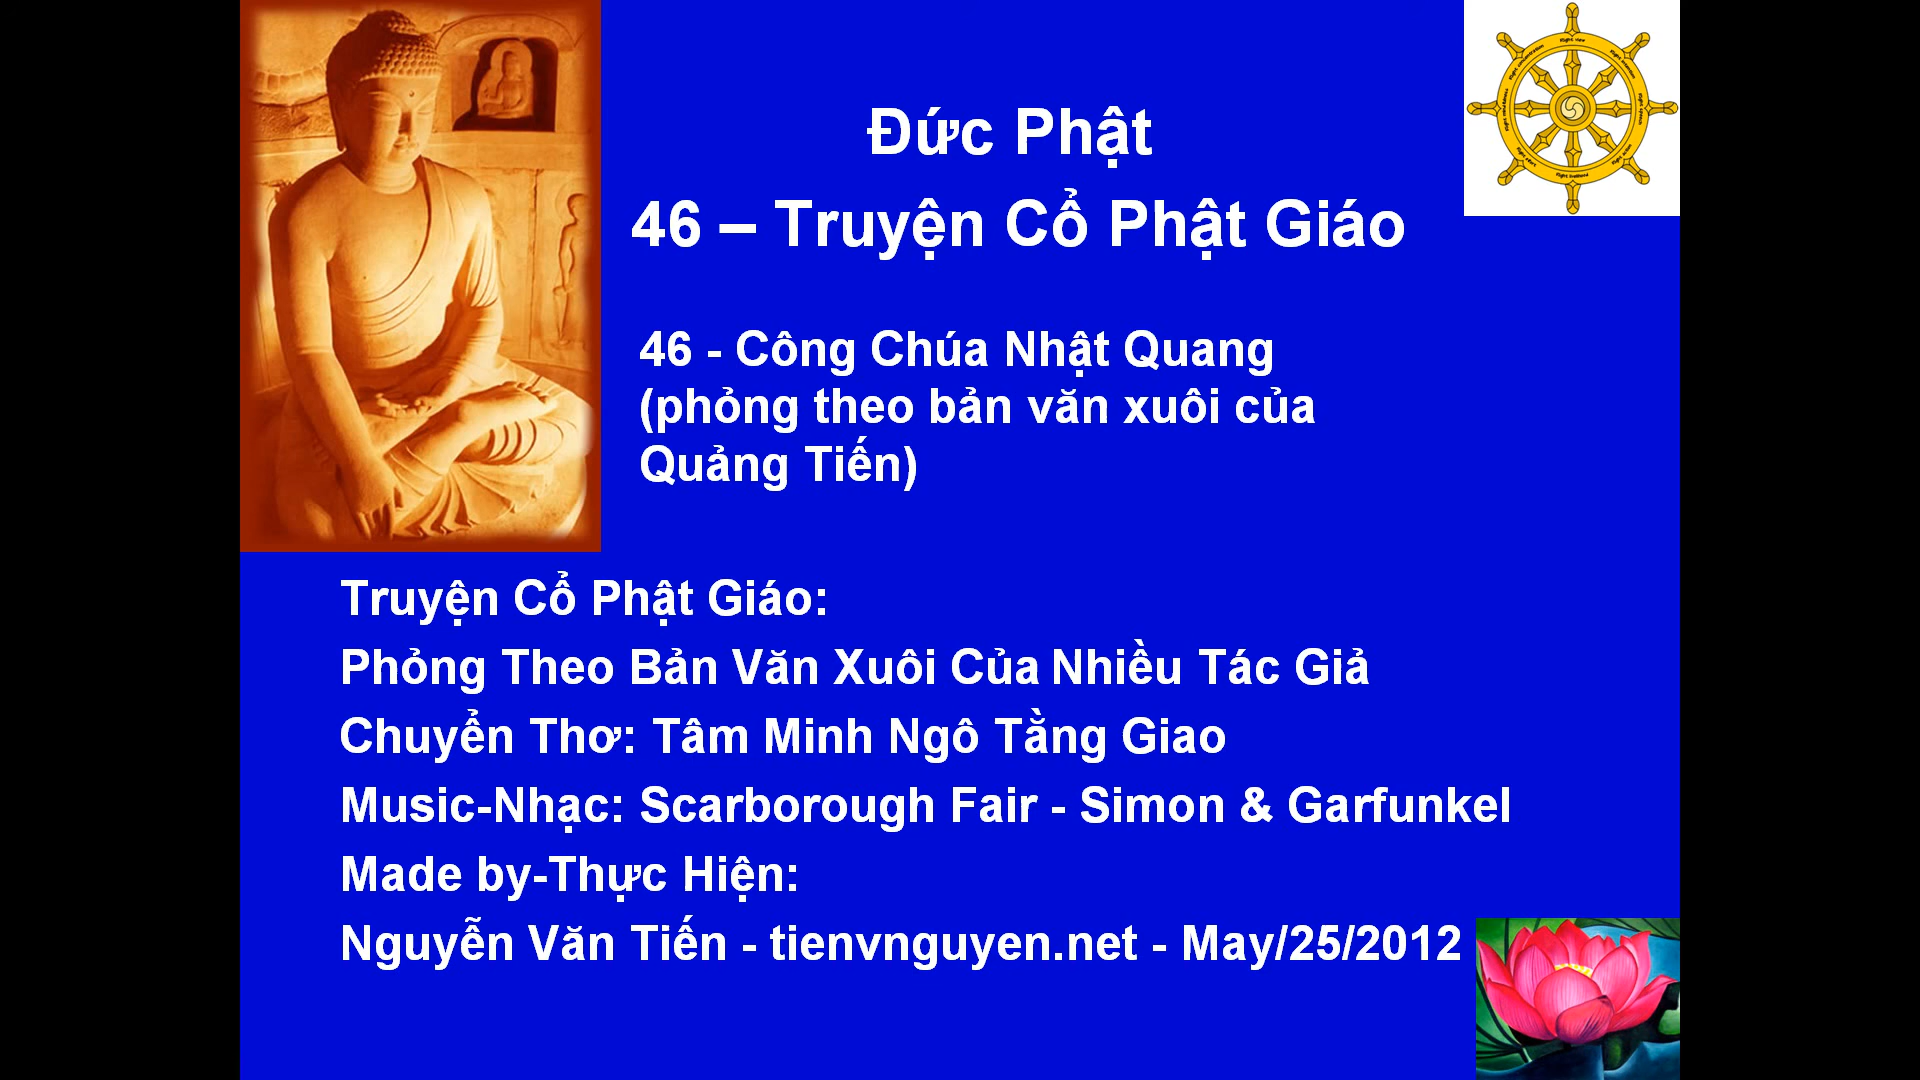 Đức Phật
46 – Truyện Cổ Phật Giáo
46 - Công Chúa Nhật Quang
(phỏng theo bản văn xuôi của
Quảng Tiến)
Truyện Cổ Phật Giáo:
Phỏng Theo Bản Văn Xuôi Của Nhiều Tác Giả
Chuyển Thơ: Tâm Minh Ngô Tằng Giao
Music-Nhạc: Scarborough Fair - Simon & Garfunkel
Made by-Thực Hiện:
Nguyễn Văn Tiến - tienvnguyen.net - May/25/2012